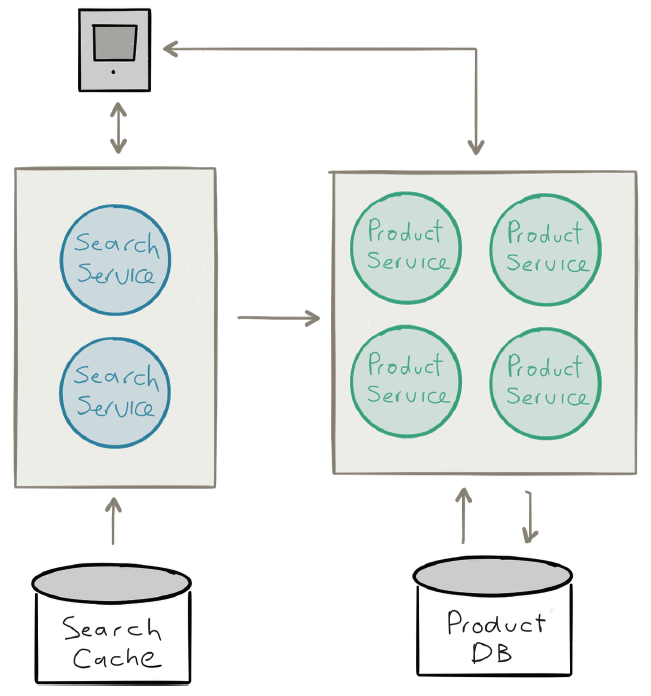 Search
Service
Search
Service
Product
Service
Product
Service
Product
Service
Product
Service
Search
Cache
Product
DB